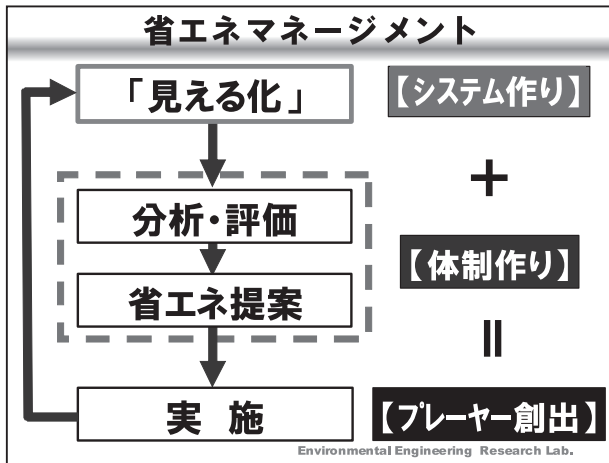 省エネマネージメント
「見える化」
【システム作り】
+
分析・評価
【体制作り】
省エネ提案
=
実 施
【プレーヤー創出】
Environmental Engineering Research Lab.